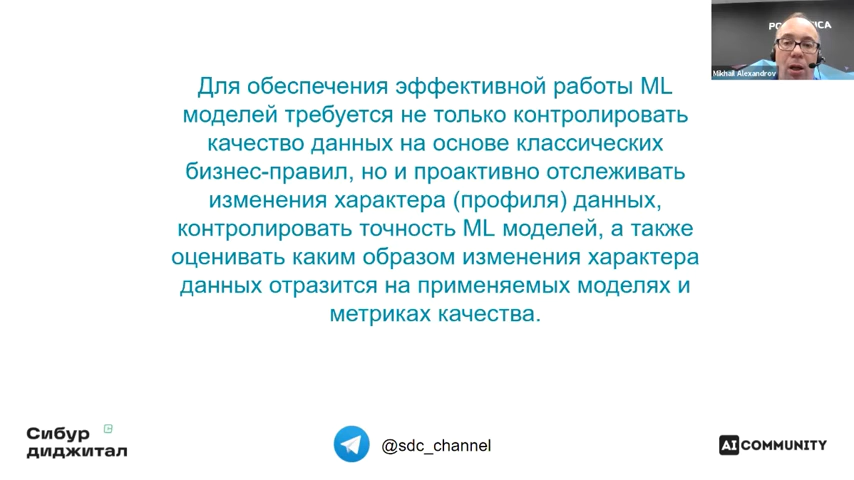 Для обеспечения эффективной работы ML
моделей требуется не только контролировать
качество данных на основе классических
бизнес-правил, но и проактивно отслеживать
изменения характера (профиля) данных,
контролировать точность ML моделей, а также
оценивать каким образом изменения характера
данных отразится на применяемых моделях и
метриках качества.
Mikhail Alexandrov
Сибур
диджитал
@sdc_channel
AI COMMUNITY